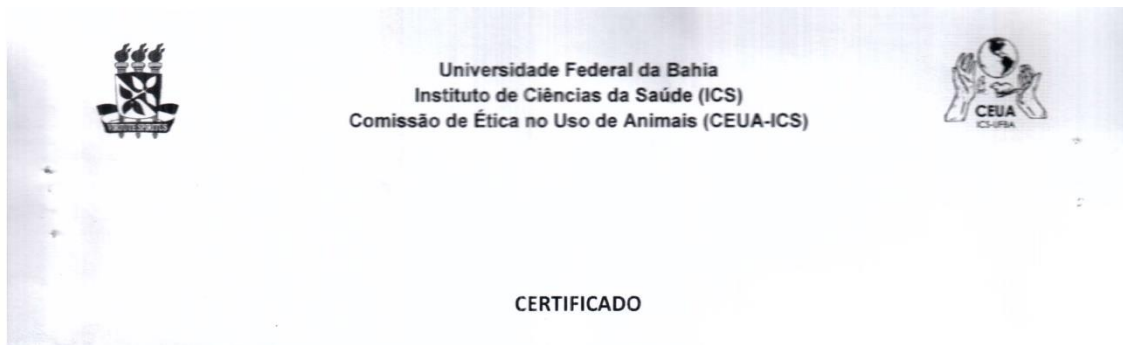 Universidade Federal da Bahia
Instituto de Ciências da Saúde (ICS)
Comissão de Ética no Uso de Animais (CEUA-ICS)
CEUA
ICS-UFBA
CERTIFICADO